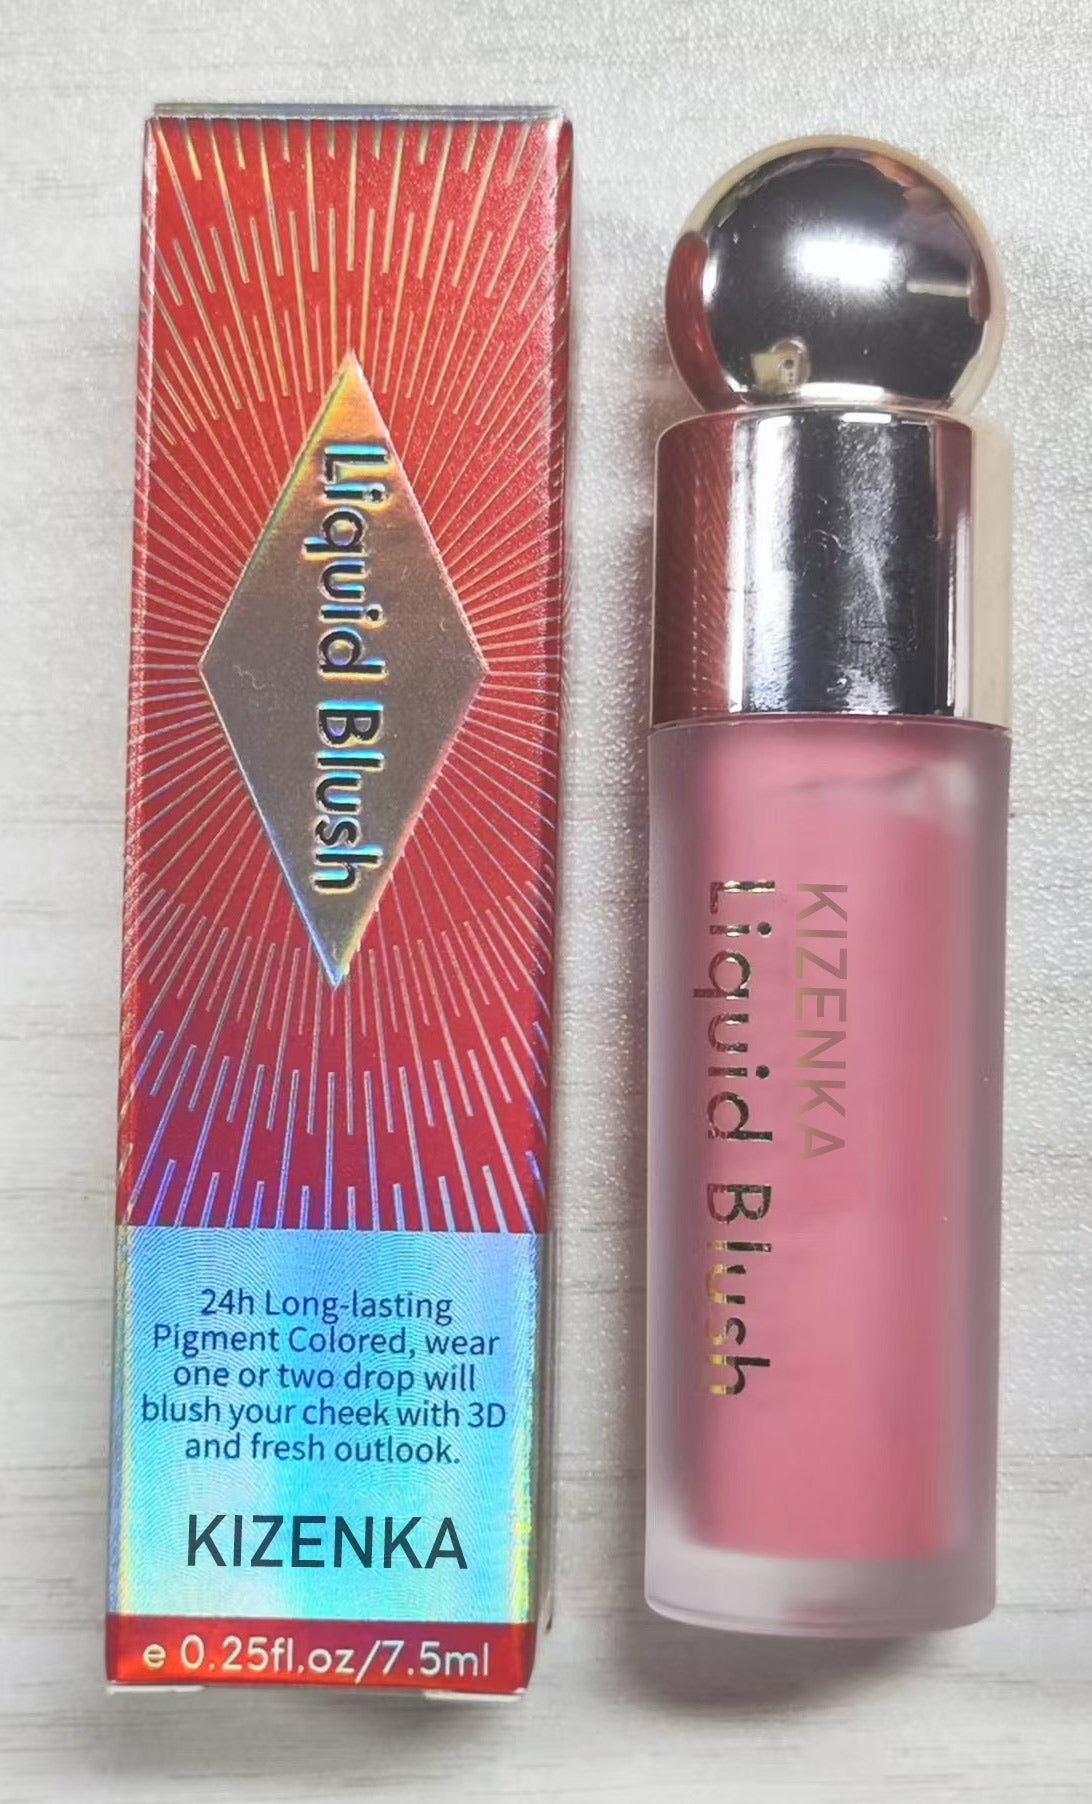 Liquid Blush
24h Long-lasting
Pigment Colored, wear
one or two drop will
blush your cheek with 3D
and fresh outlook.
KIZENKA
e 0.25fl.oz/7.5ml
KIZENKA
Liquid Blush